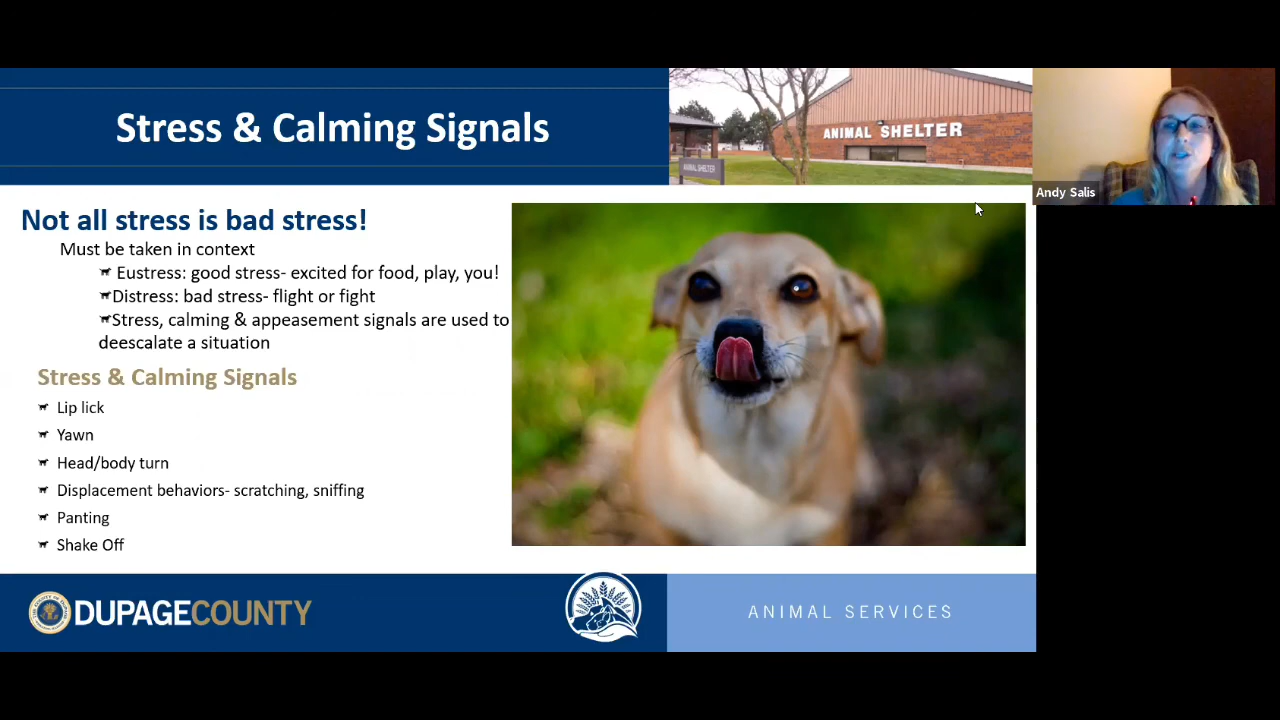 Stress & Calming Signals
ANIMAL SHELTER
ANIMAL SHELTER
Andy Salis
Not all stress is bad stress!
Must be taken in context
Eustress: good stress- excited for food, play, you!
Distress: bad stress- flight or fight
Stress, calming & appeasement signals are used to
deescalate a situation
Stress & Calming Signals
Lip lick
Yawn
Head/body turn
Displacement behaviors- scratching, sniffing
Panting
Shake Off
DUPAGECOUNTY
ANIMAL SERVICES